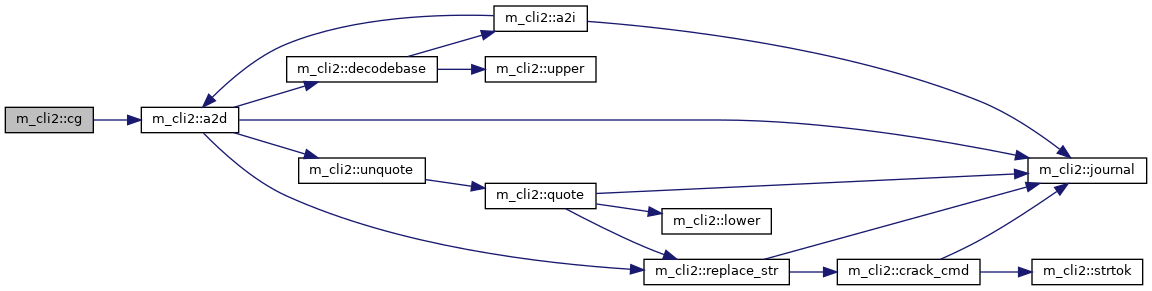 m_cli2::a2i
m_cli2::decodebase
m_cli2::upper
m_cli2::cg
m_cli2::a2d
m_cli2::unquote
m_cli2::journal
m_cli2::quote
m_cli2::lower
m_cli2::replace_str
m_cli2::crack_cmd
m_cli2::strtok